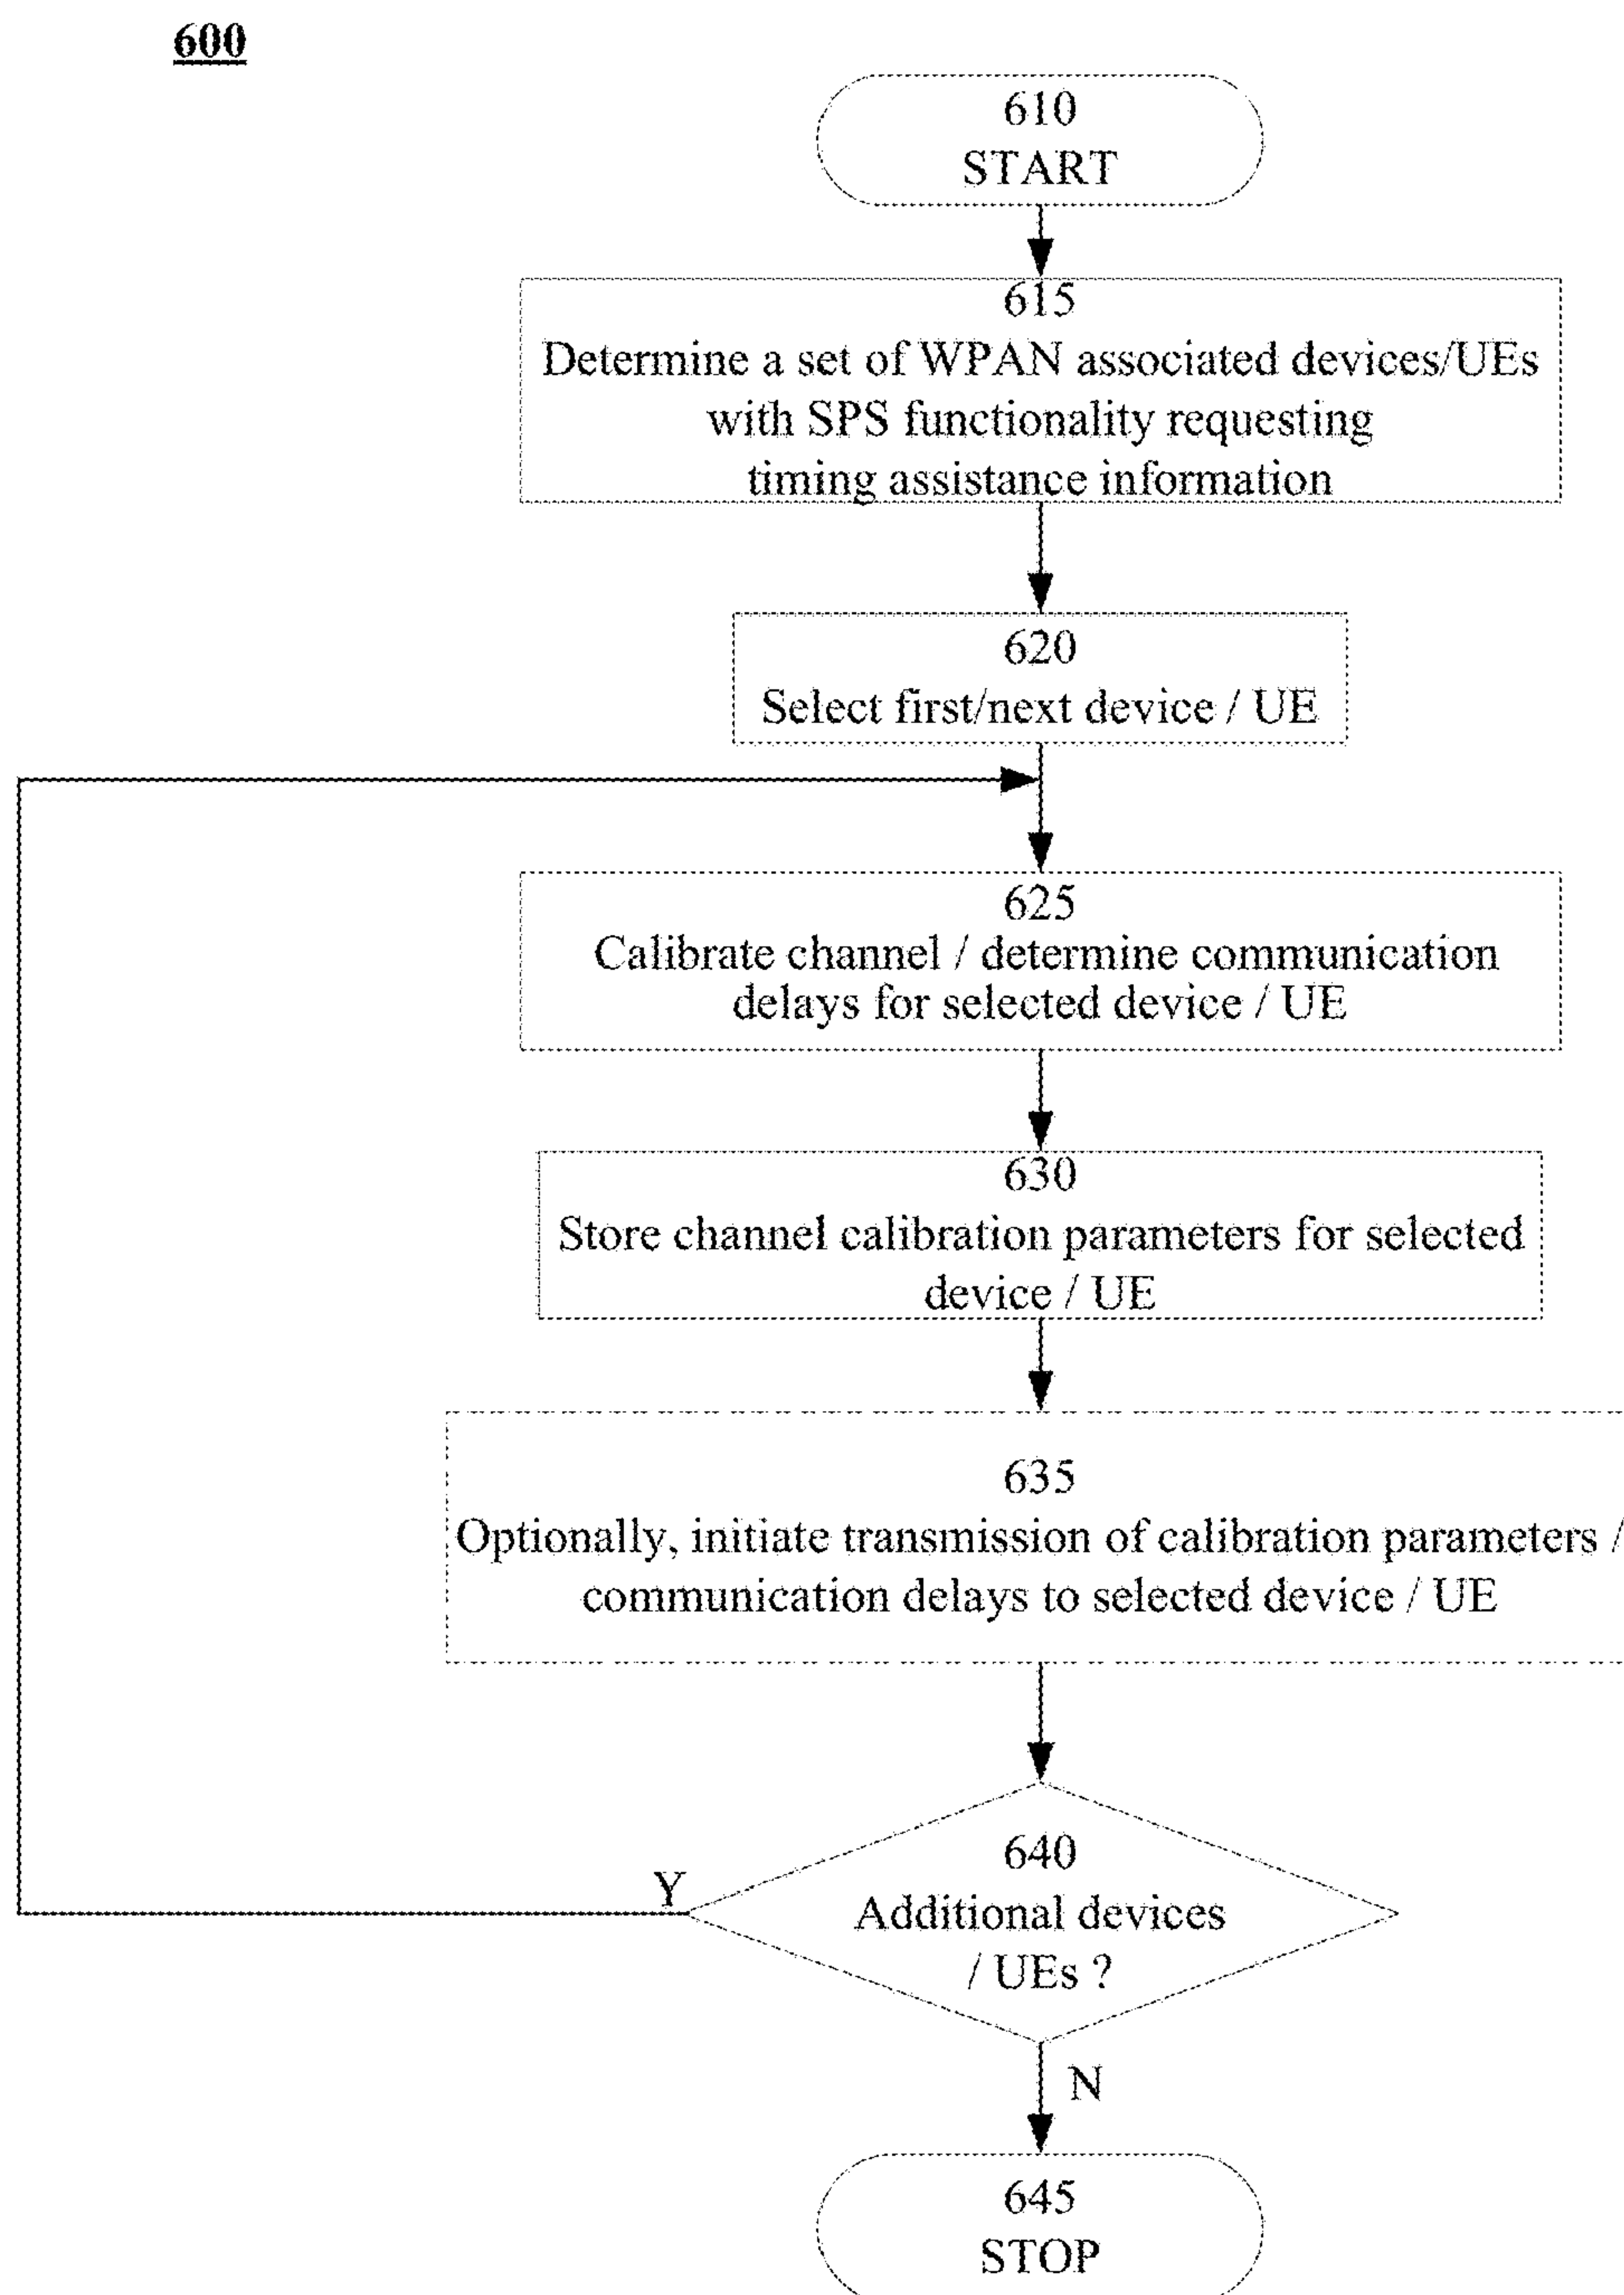 600
610
START
615
Determine a set of WPAN associated devices/UEs
with SPS functionality requesting
timing assistance information
620
Select first/next device / UE
625
Calibrate channel / determine communication
delays for selected device / UE
630
Store channel calibration parameters for selected
device / UE
635
Optionally, initiate transmission of calibration parameters /
communication delays to selected device / UE
640
Additional devices
/ UEs ?
Y
N
645
STOP